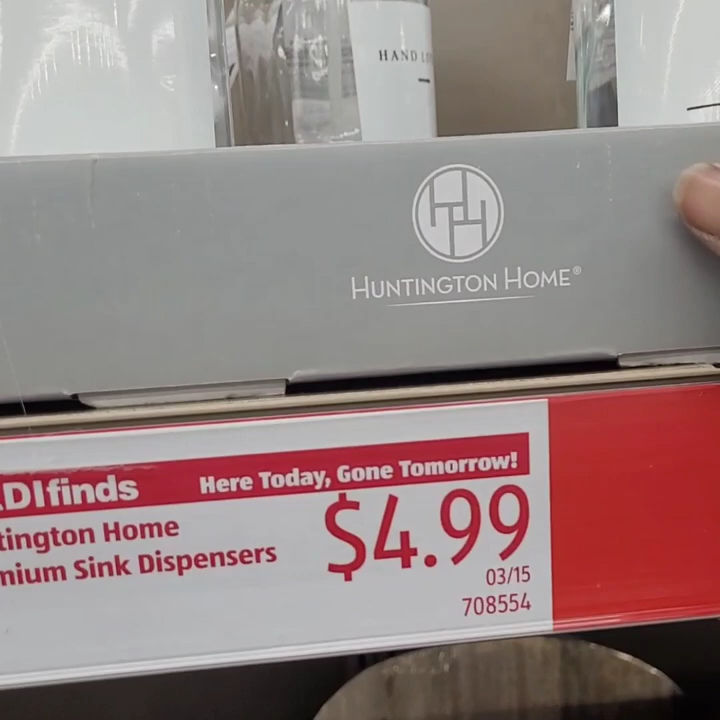 HAND
HUNTINGTON HOME®
DIfinds
Here Today, Gone Tomorrow!
tington Home
mium Sink Dispensers
$4.99
03/15
708554